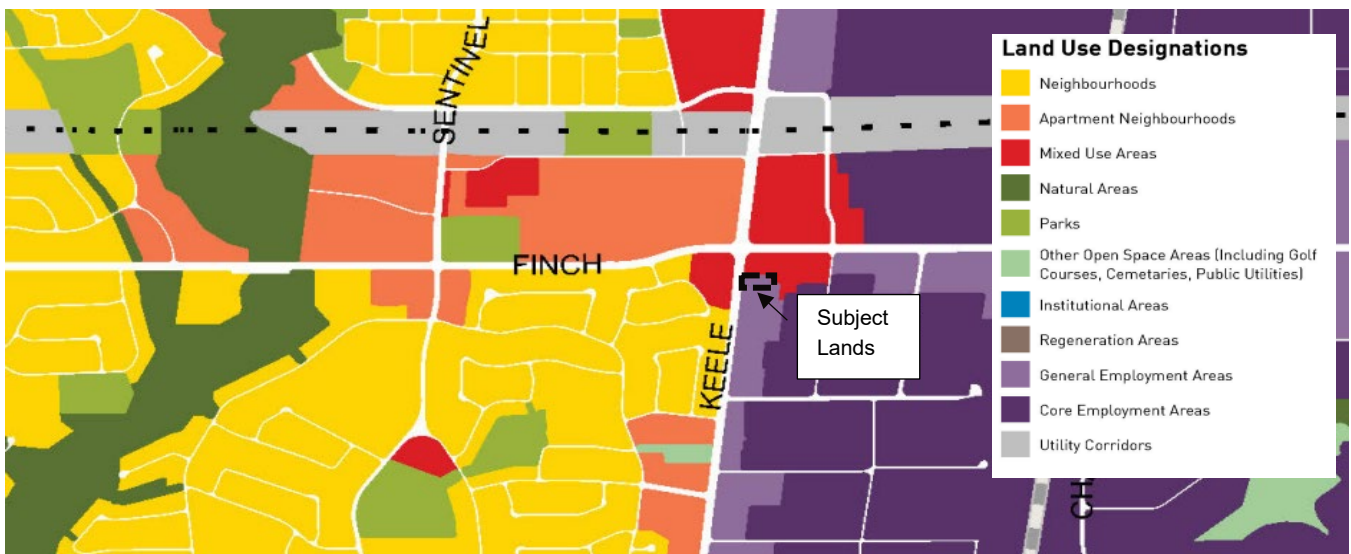 SENTINEL
FINCH
KEELE
Subject
Lands
Land Use Designations
Neighbourhoods
Apartment Neighbourhoods
Mixed Use Areas
Natural Areas
Parks
Other Open Space Areas (Including Golf
Courses, Cemetaries, Public Utilities)
Institutional Areas
Regeneration Areas
General Employment Areas
Core Employment Areas
Utility Corridors